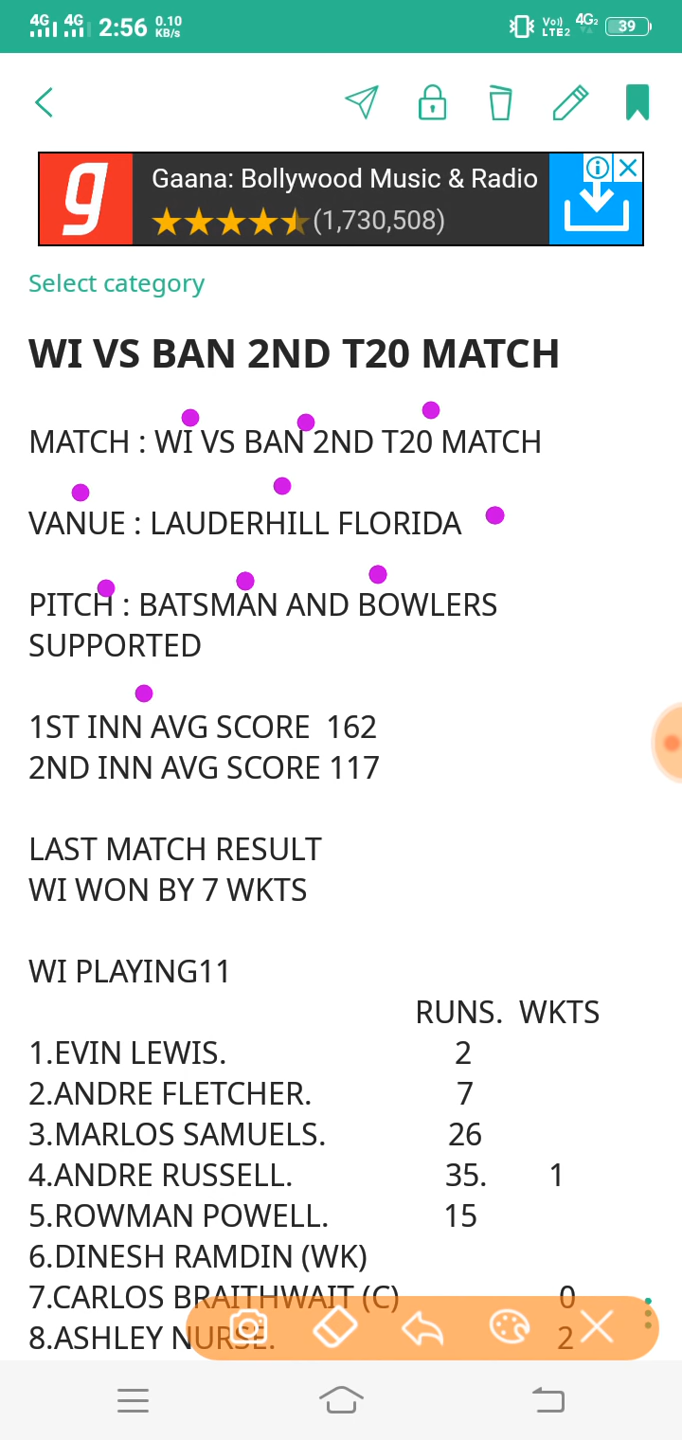 4G 4G 2:56 0.10 KB/s Vo)) LTE2 4G2 39
g Gaana: Bollywood Music & Radio
(1,730,508)
Select category
WI VS BAN 2ND T20 MATCH
MATCH : WI VS BAN 2ND T20 MATCH
VANUE : LAUDERHILL FLORIDA
PITCH : BATSMAN AND BOWLERS
SUPPORTED
1ST INN AVG SCORE 162
2ND INN AVG SCORE 117
LAST MATCH RESULT
WI WON BY 7 WKTS
WI PLAYING11
RUNS. WKTS
1.EVIN LEWIS. 2
2.ANDRE FLETCHER. 7
3.MARLOS SAMUELS. 26
4.ANDRE RUSSELL. 35. 1
5.ROWMAN POWELL. 15
6.DINESH RAMDIN (WK)
7.CARLOS BRAITHWAIT (C) 0
8.ASHLEY NURSE. 2